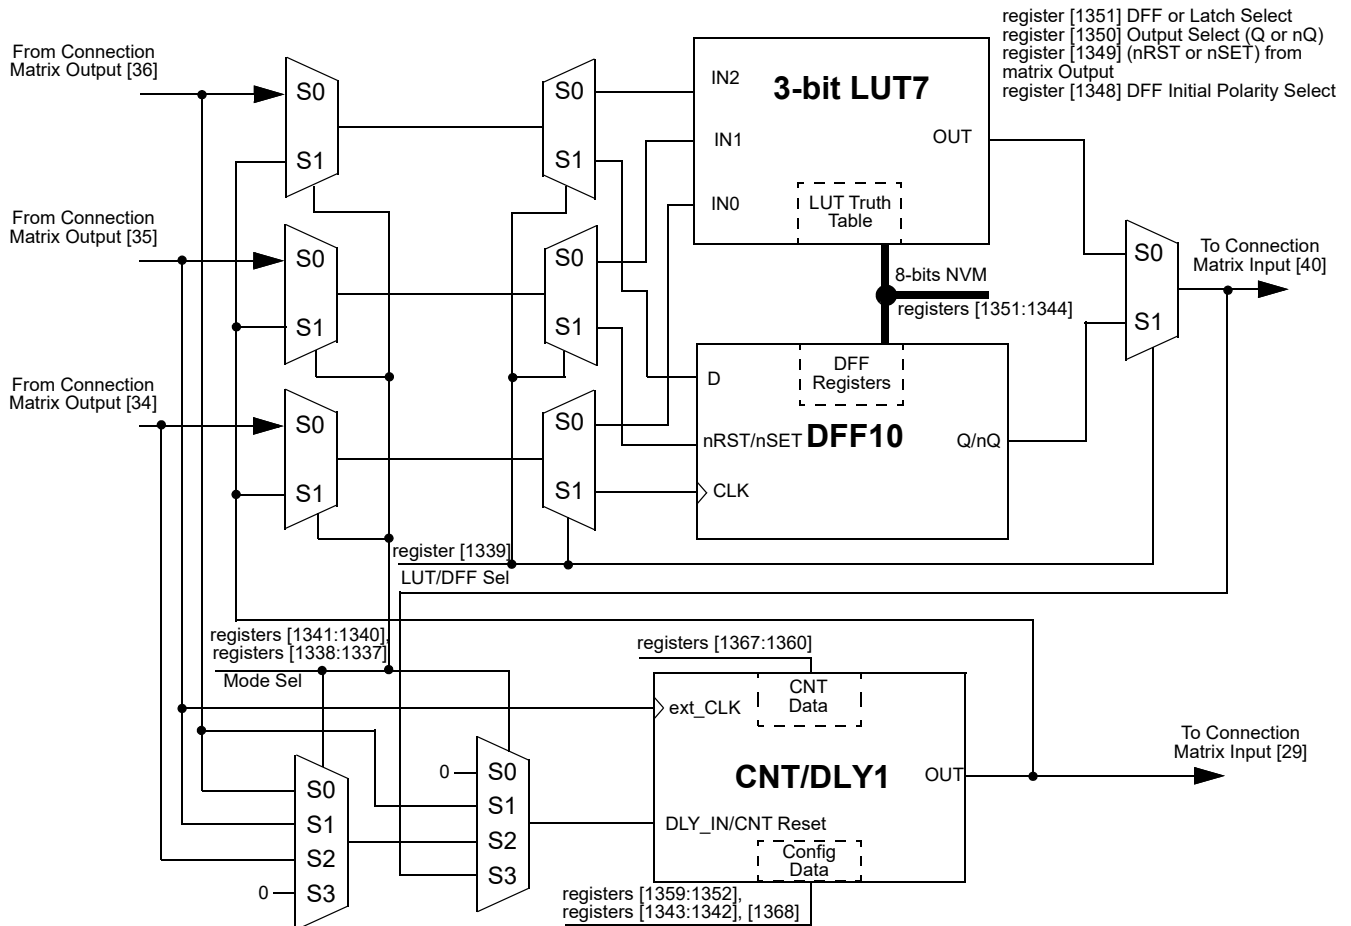 register [1351] DFF or Latch Select
register [1350] Output Select (Q or nQ)
register [1349] (nRST or nSET) from
matrix Output
register [1348] DFF Initial Polarity Select
From Connection
Matrix Output [36]
S0
S1
S0
S1
IN2
IN1
IN0
3-bit LUT7
OUT
LUT Truth
Table
From Connection
Matrix Output [35]
S0
S1
S0
S1
8-bits NVM
registers [1351:1344]
S0
S1
To Connection
Matrix Input [40]
From Connection
Matrix Output [34]
S0
S1
S0
S1
D
nRST/nSET
CLK
DFF
Registers
DFF10
Q/nQ
register [1339]
LUT/DFF Sel
registers [1341:1340],
registers [1338:1337]
Mode Sel
registers [1367:1360]
CNT
Data
ext_CLK
CNT/DLY1
OUT
DLY_IN/CNT Reset
Config
Data
To Connection
Matrix Input [29]
S0
S1
S2
0
S3
0
S0
S1
S2
S3
registers [1359:1352],
registers [1343:1342], [1368]